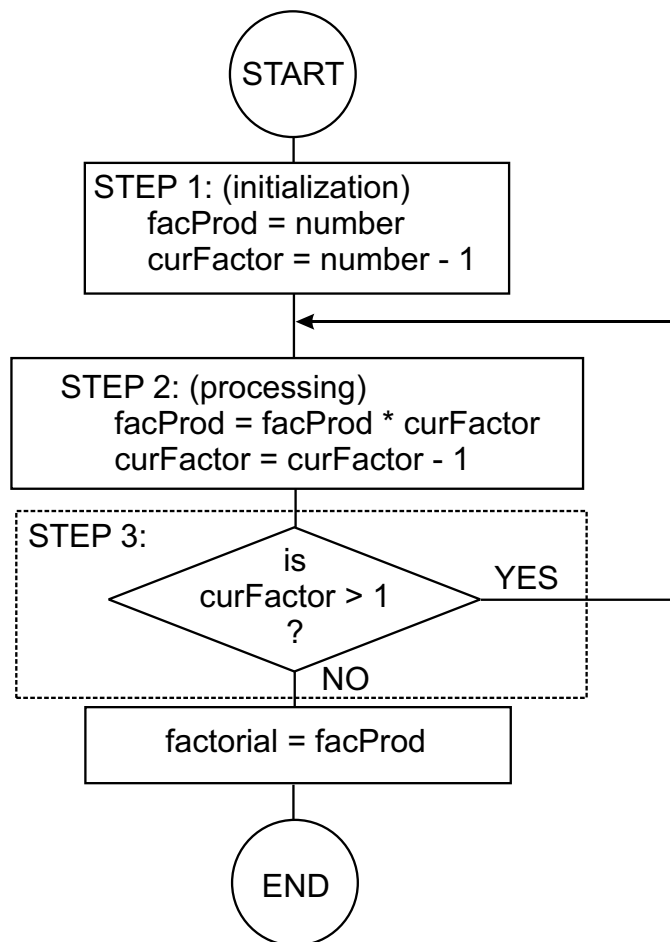 START
STEP 1: (initialization)
facProd = number
curFactor = number - 1
STEP 2: (processing)
facProd = facProd * curFactor
curFactor = curFactor - 1
STEP 3:
is
curFactor > 1
?
YES
NO
factorial = facProd
END